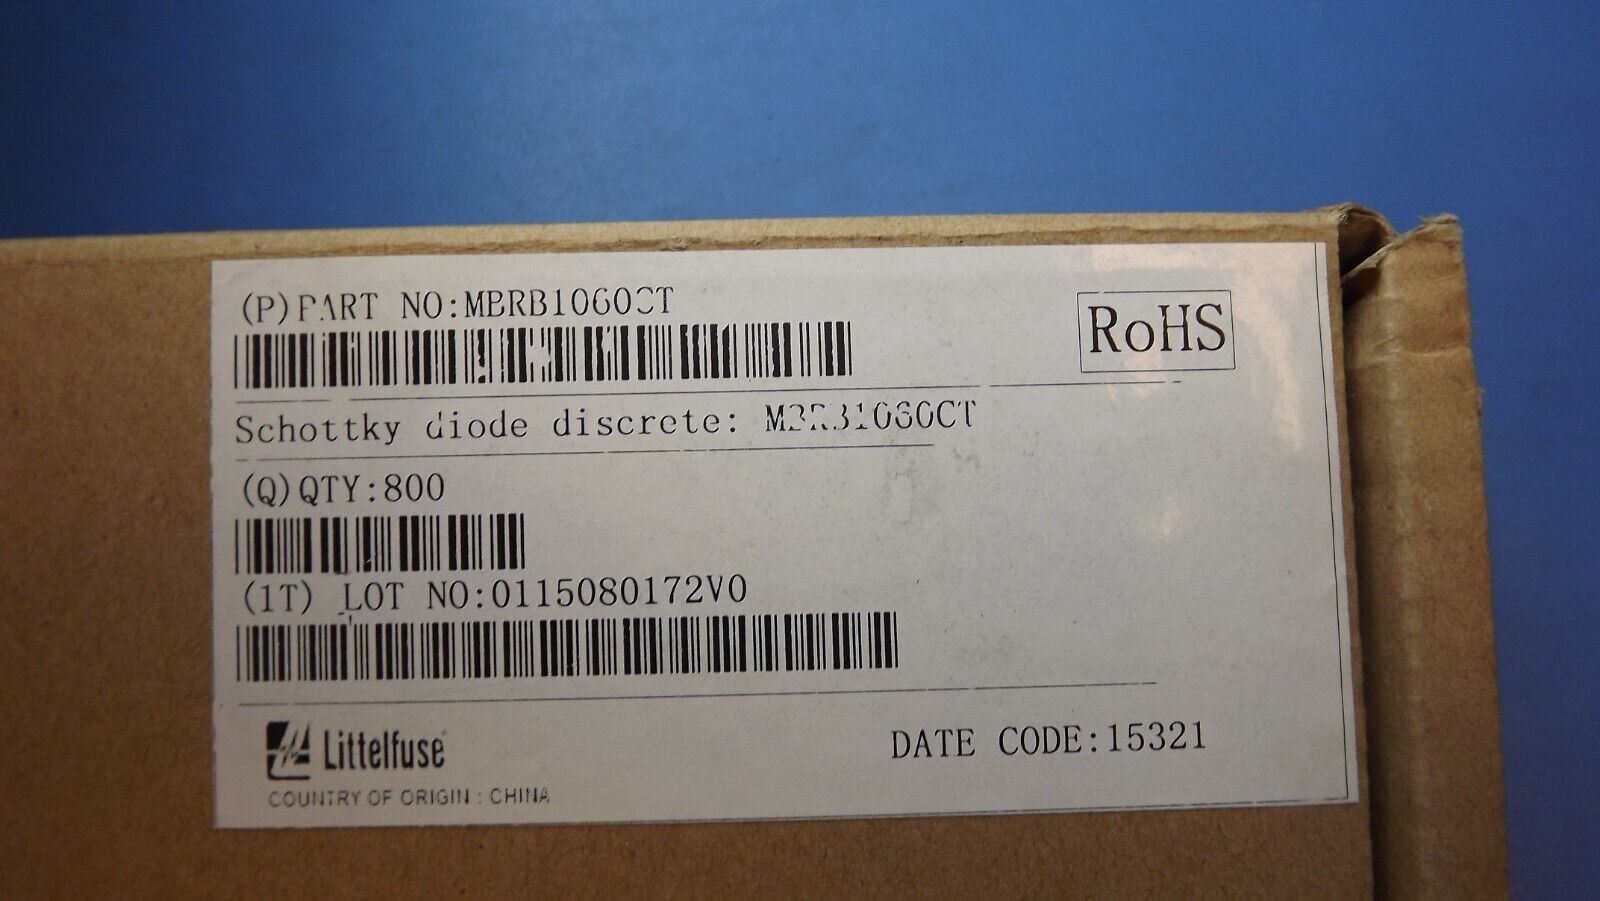 (P)PART NO:MBRB1060CT
RoHS
Schottky diode discrete: MBRB1060CT
(Q)QTY:800
(1T) LOT NO:0115080172V0
Littelfuse
DATE CODE:15321
COUNTRY OF ORIGIN : CHINA